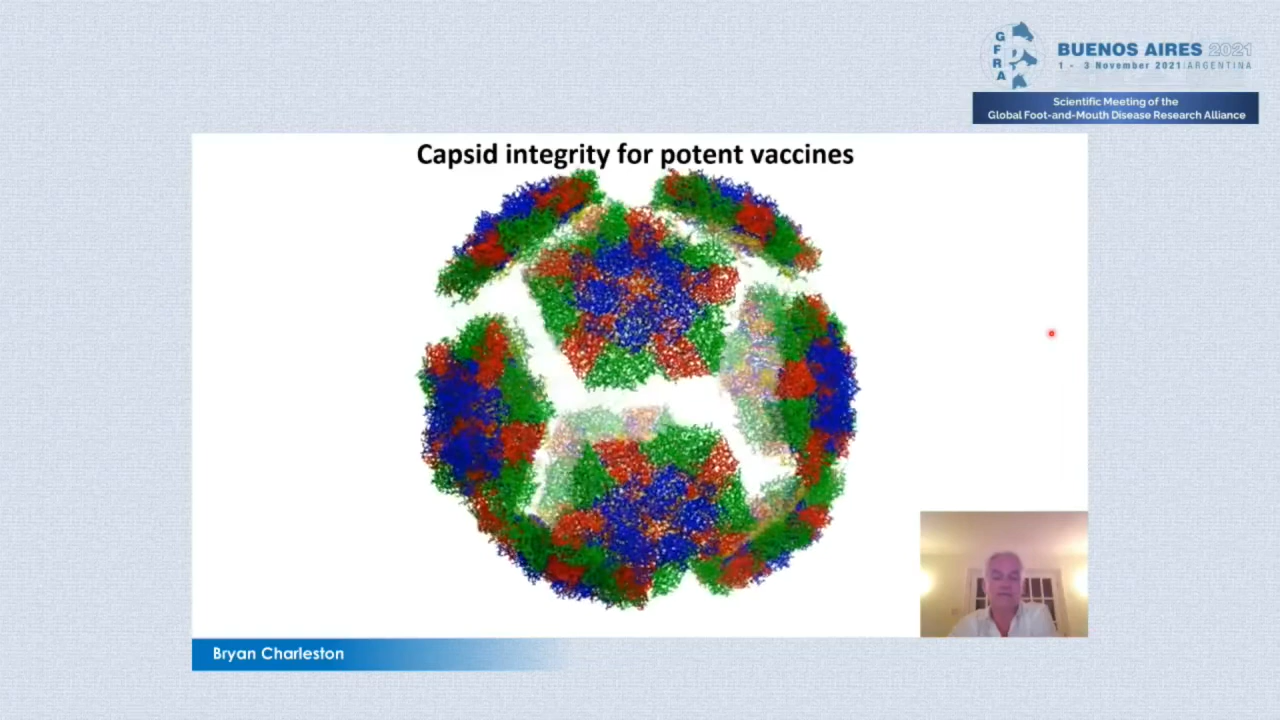 GFRA
BUENOS AIRES 2021
1 - 3 November 2021 ARGENTINA
Scientific Meeting of the
Global Foot-and-Mouth Disease Research Alliance
Capsid integrity for potent vaccines
Bryan Charleston